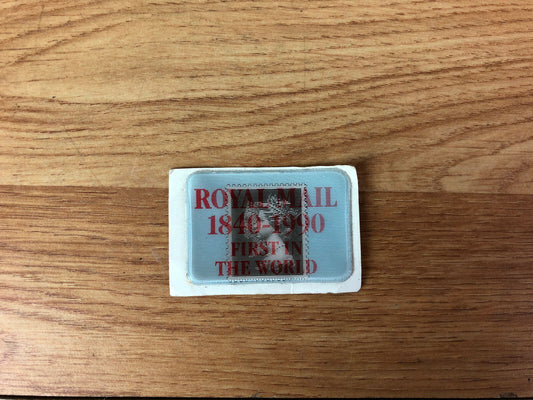 ROYAL MAIL
1840-1990
FIRST IN
THE WORLD